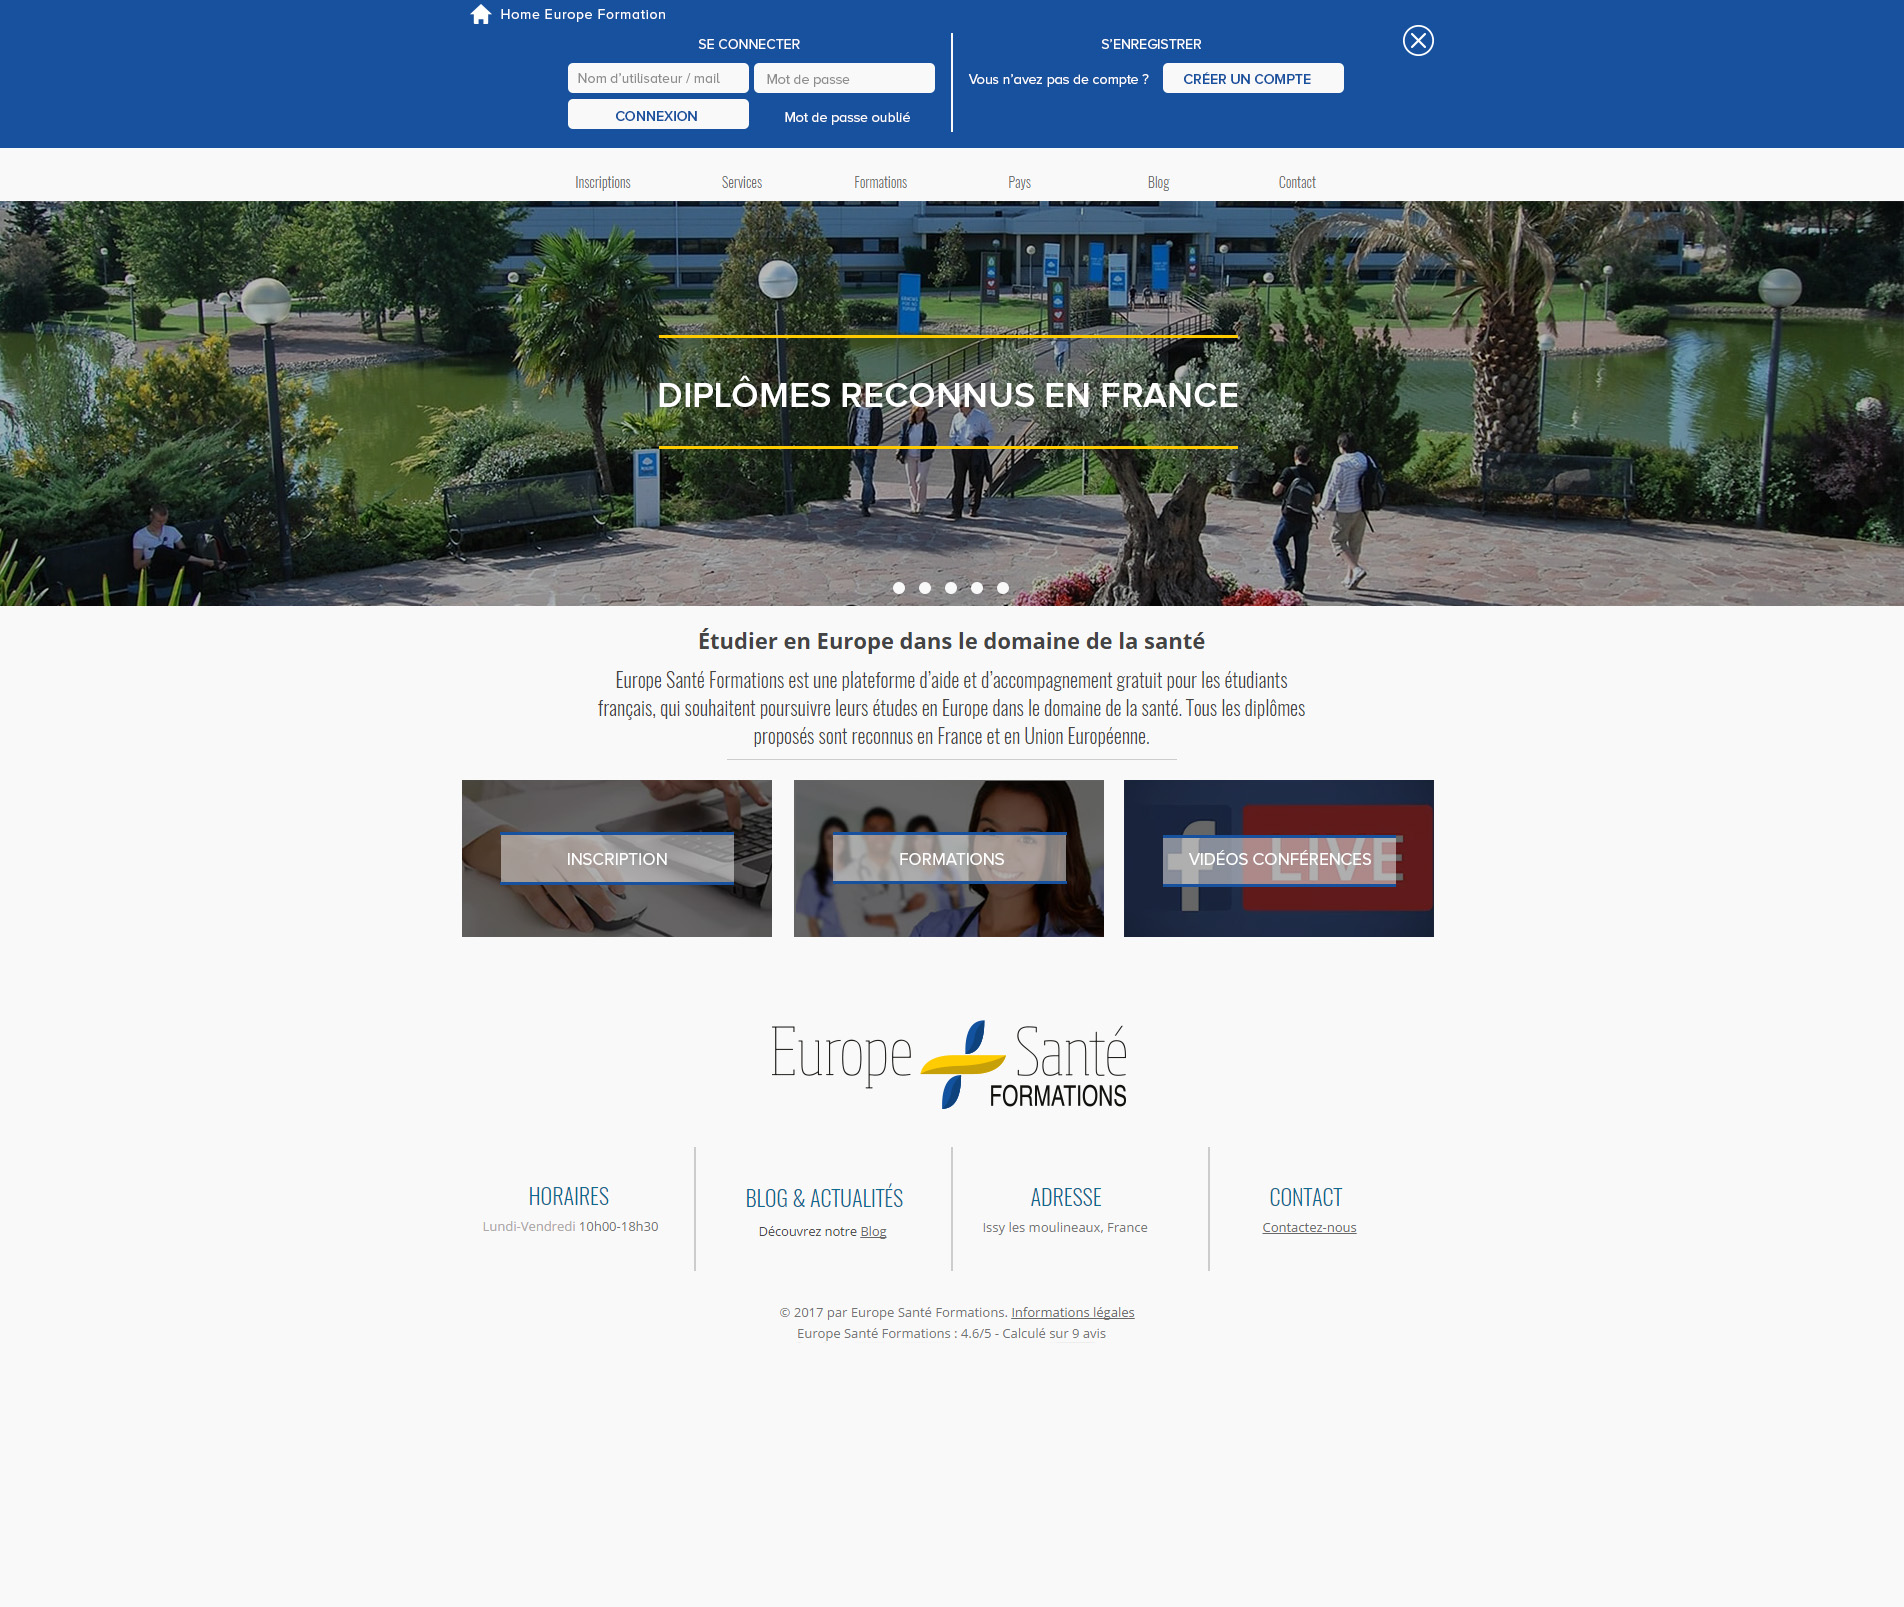 Home Europe Formation
SE CONNECTER
S'ENREGISTRER
Nom d'utilisateur / mail
Mot de passe
Vous n'avez pas de compte ?
CRÉER UN COMPTE
CONNEXION
Mot de passe oublié
Inscriptions
Services
Formations
Pays
Blog
Contact
DIPLÔMES RECONNUS EN FRANCE
Étudier en Europe dans le domaine de la santé
Europe Santé Formations est une plateforme d'aide et d'accompagnement gratuit pour les étudiants
français, qui souhaitent poursuivre leurs études en Europe dans le domaine de la santé. Tous les diplômes
proposés sont reconnus en France et en Union Européenne.
INSCRIPTION
FORMATIONS
f LIVE
VIDÉOS CONFÉRENCES
Europe Santé
FORMATIONS
HORAIRES
Lundi-Vendredi 10h00-18h30
BLOG & ACTUALITÉS
Découvrez notre Blog
ADRESSE
Issy les moulineaux, France
CONTACT
Contactez-nous
© 2017 par Europe Santé Formations. Informations légales
Europe Santé Formations : 4.6/5 - Calculé sur 9 avis